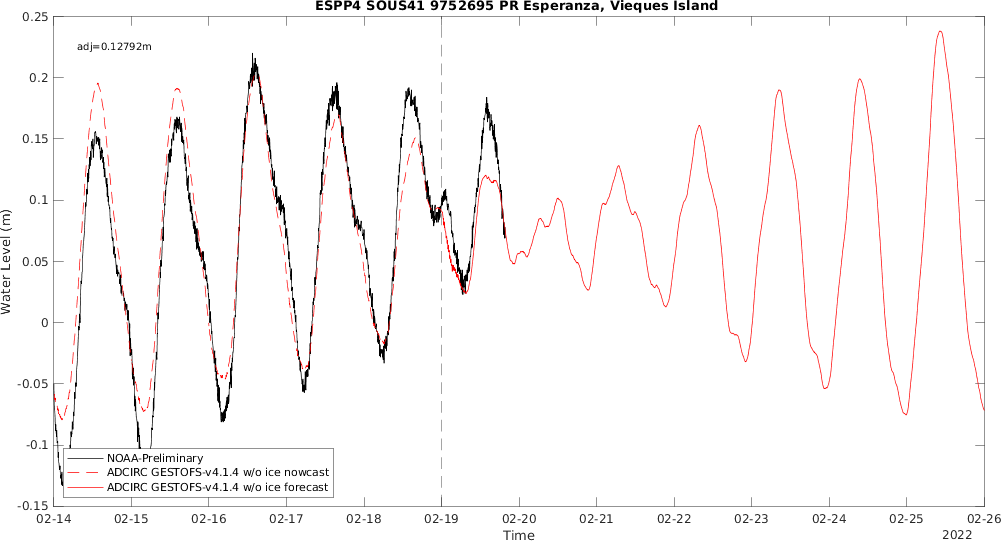 ESPP4 SOUS41 9752695 PR Esperanza, Vieques Island
adj=0.12792m
0.25
0.2
0.15
0.1
0.05
0
-0.05
-0.1
-0.15
Water Level (m)
NOAA-Preliminary
ADCIRC GESTOFS-v4.1.4 w/o ice nowcast
ADCIRC GESTOFS-v4.1.4 w/o ice forecast
02-14 02-15 02-16 02-17 02-18 02-19 02-20 02-21 02-22 02-23 02-24 02-25 02-26
Time
2022